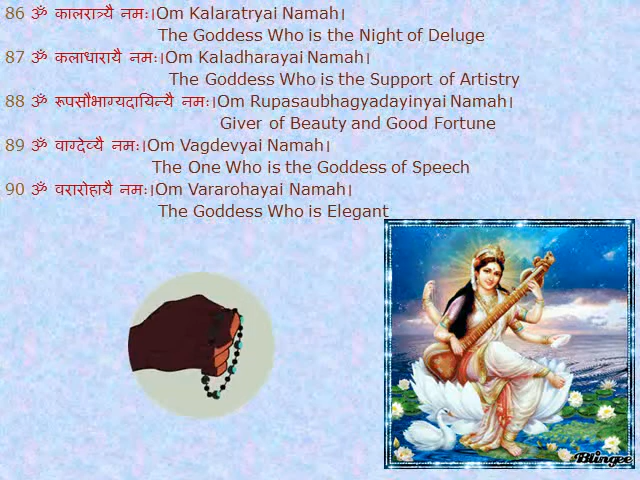 86 ॐ कालरात्र्यै नमः।Om Kalaratryai Namah।
The Goddess Who is the Night of Deluge
87 ॐ कलाधारायै नमः।Om Kaladharayai Namah।
The Goddess Who is the Support of Artistry
88 ॐ रूपसौभाग्यदायिन्यै नमः।Om Rupasaubhagyadayinyai Namah।
Giver of Beauty and Good Fortune
89 ॐ वाग्देव्यै नमः।Om Vagdevyai Namah।
The One Who is the Goddess of Speech
90 ॐ वरारोहायै नमः।Om Vararohayai Namah।
The Goddess Who is Elegant
Blingee